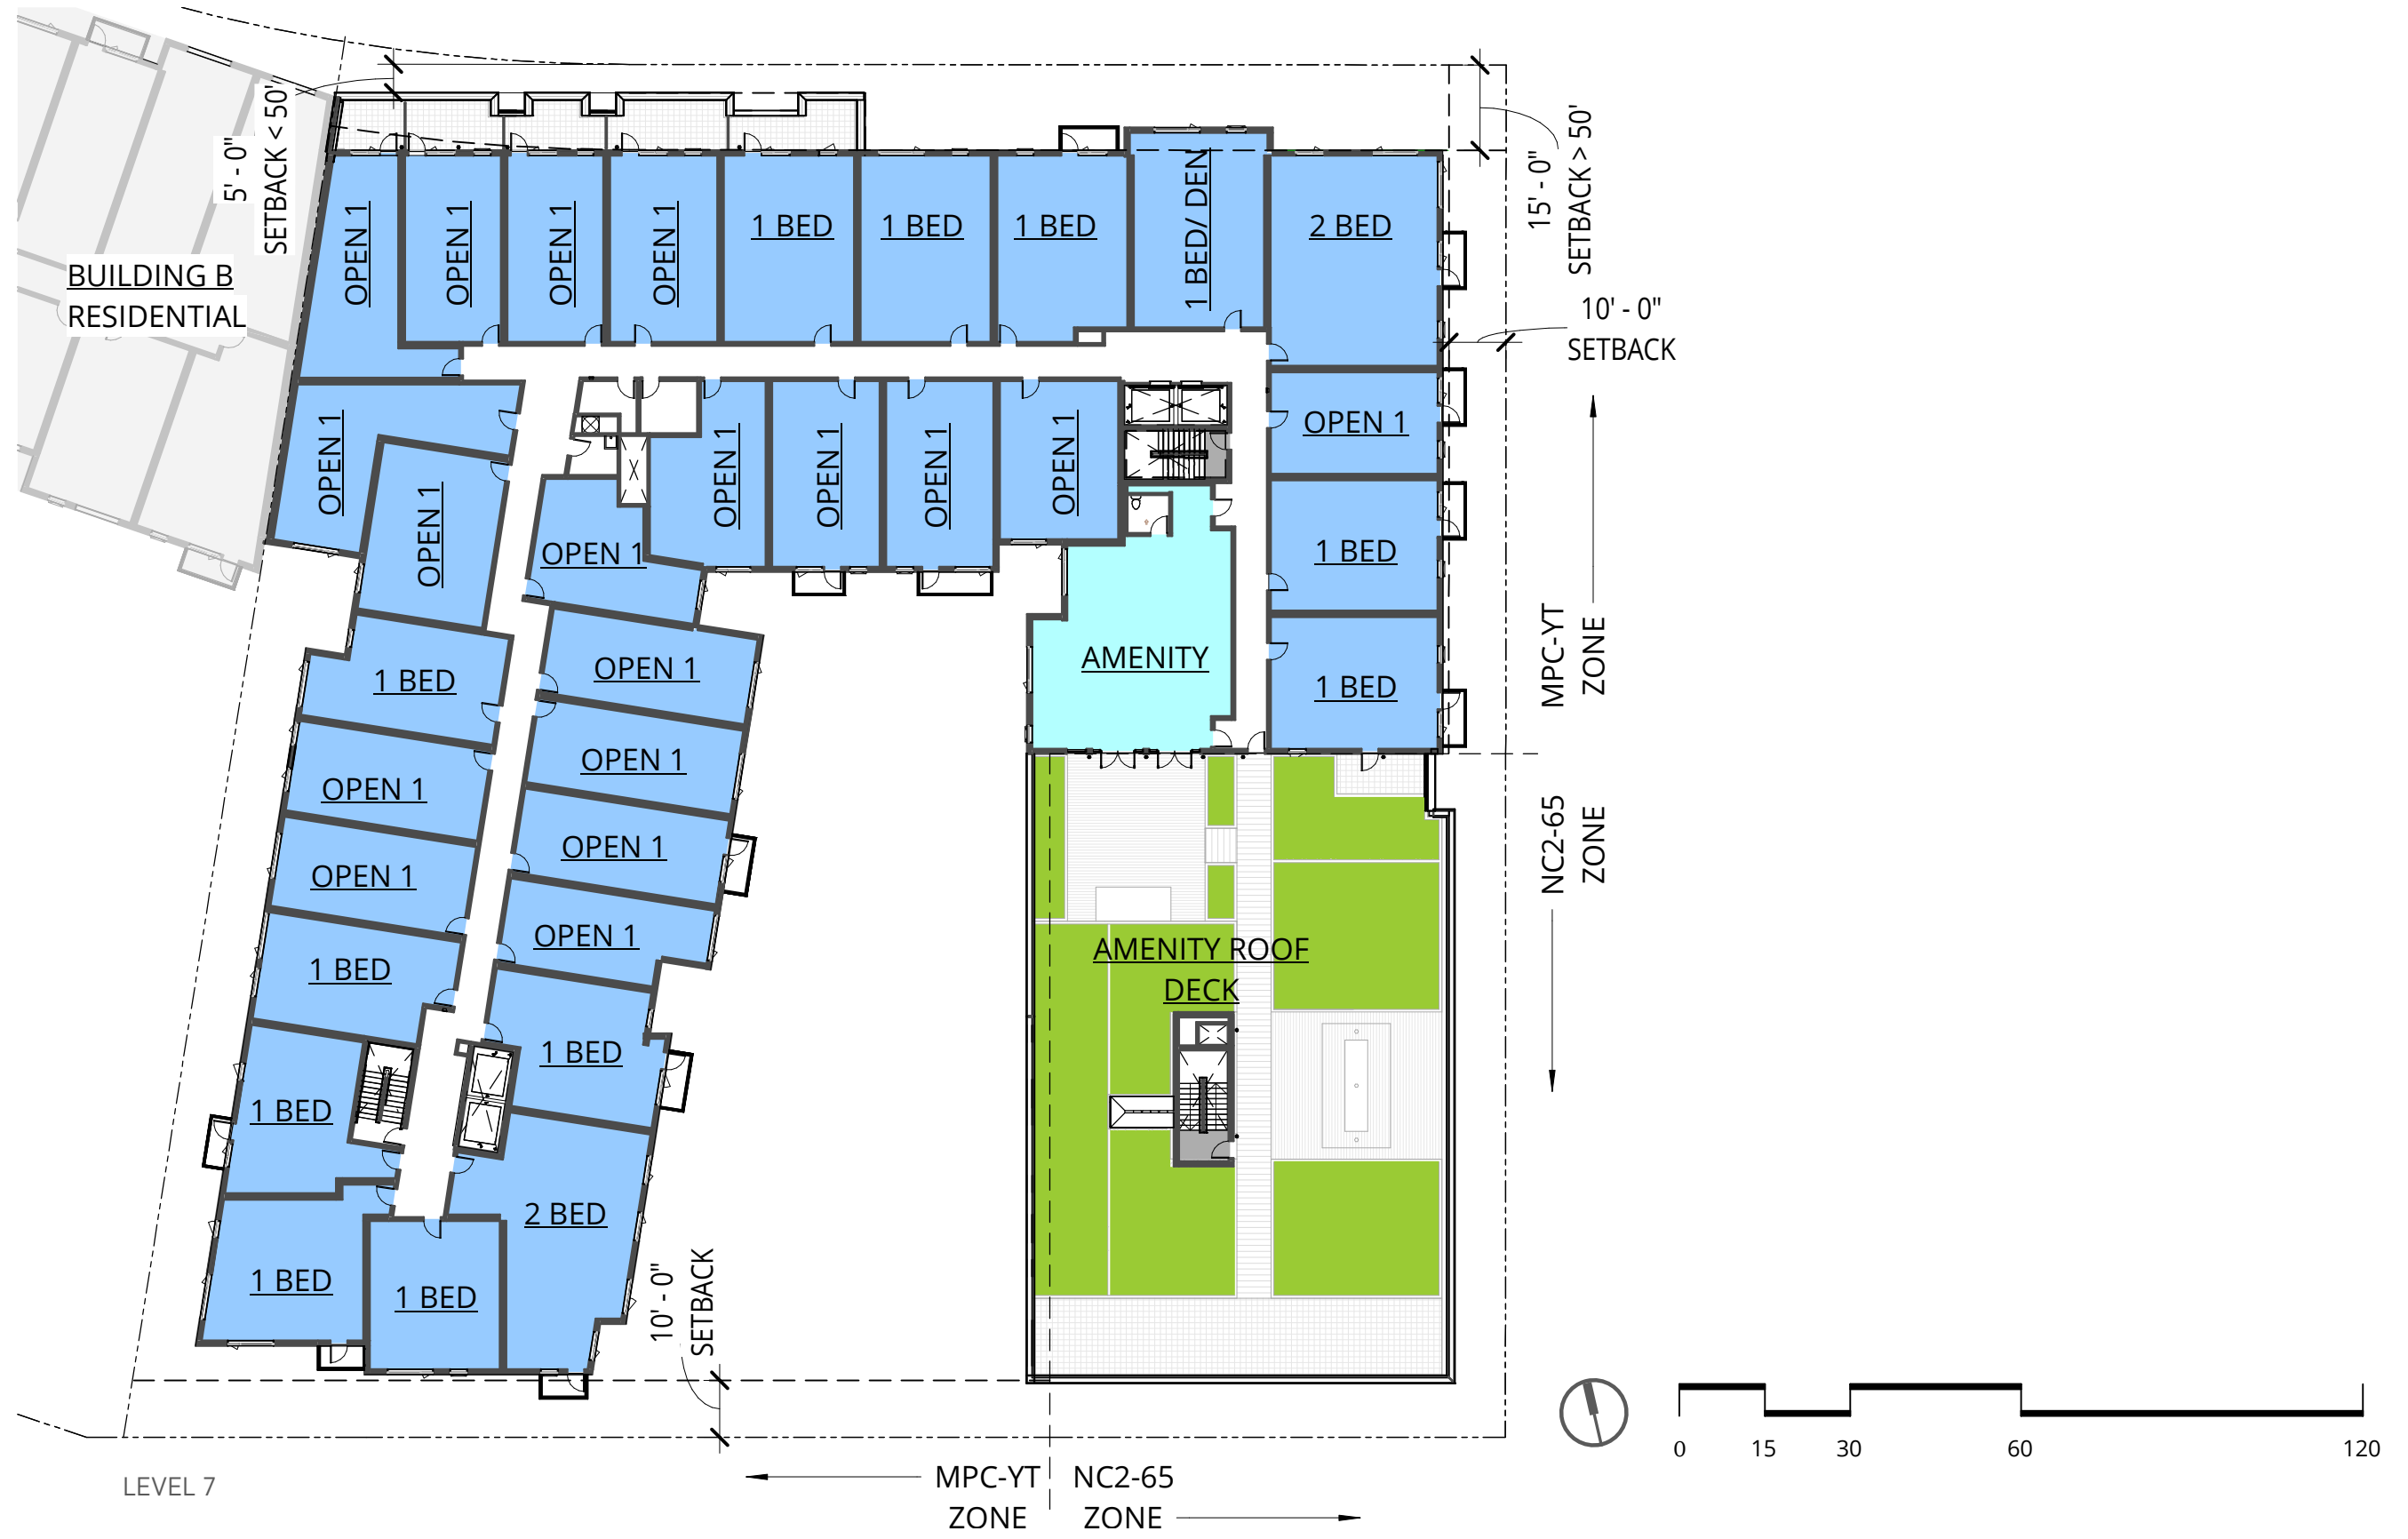 5' - 0"
SETBACK < 50'
15' - 0"
SETBACK > 50'
BUILDING B
RESIDENTIAL
OPEN 1
OPEN 1
OPEN 1
OPEN 1
1 BED
1 BED
1 BED
1 BED/ DEN
2 BED
10' - 0"
SETBACK
OPEN 1
OPEN 1
OPEN 1
OPEN 1
OPEN 1
OPEN 1
OPEN 1
OPEN 1
1 BED
1 BED
OPEN 1
1 BED
AMENITY
1 BED
MPC-YT
ZONE
OPEN 1
OPEN 1
OPEN 1
OPEN 1
NC2-65
ZONE
OPEN 1
1 BED
AMENITY ROOF
DECK
1 BED
1 BED
2 BED
1 BED
1 BED
10' - 0"
SETBACK
0 15 30 60 120
LEVEL 7
MPC-YT
ZONE
NC2-65
ZONE